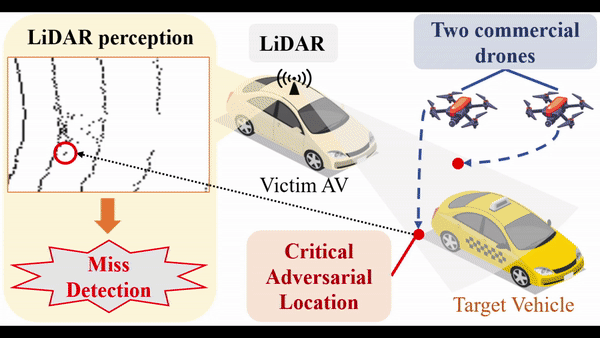 LiDAR perception
Miss
Detection
LiDAR
Victim AV
Critical
Adversarial
Location
Two commercial
drones
Target Vehicle